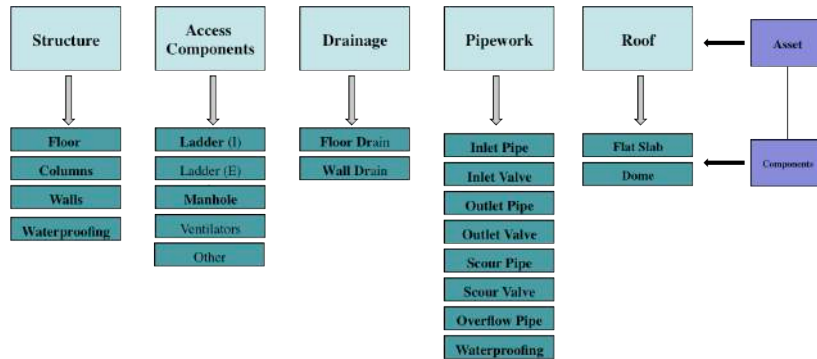 Structure
Access
Components
Drainage
Pipework
Roof
Asset
Floor
Columns
Walls
Waterproofing
Ladder (I)
Ladder (E)
Manhole
Ventilators
Other
Floor Drain
Wall Drain
Inlet Pipe
Inlet Valve
Outlet Pipe
Outlet Valve
Scour Pipe
Scour Valve
Overflow Pipe
Waterproofing
Flat Slab
Dome
Components